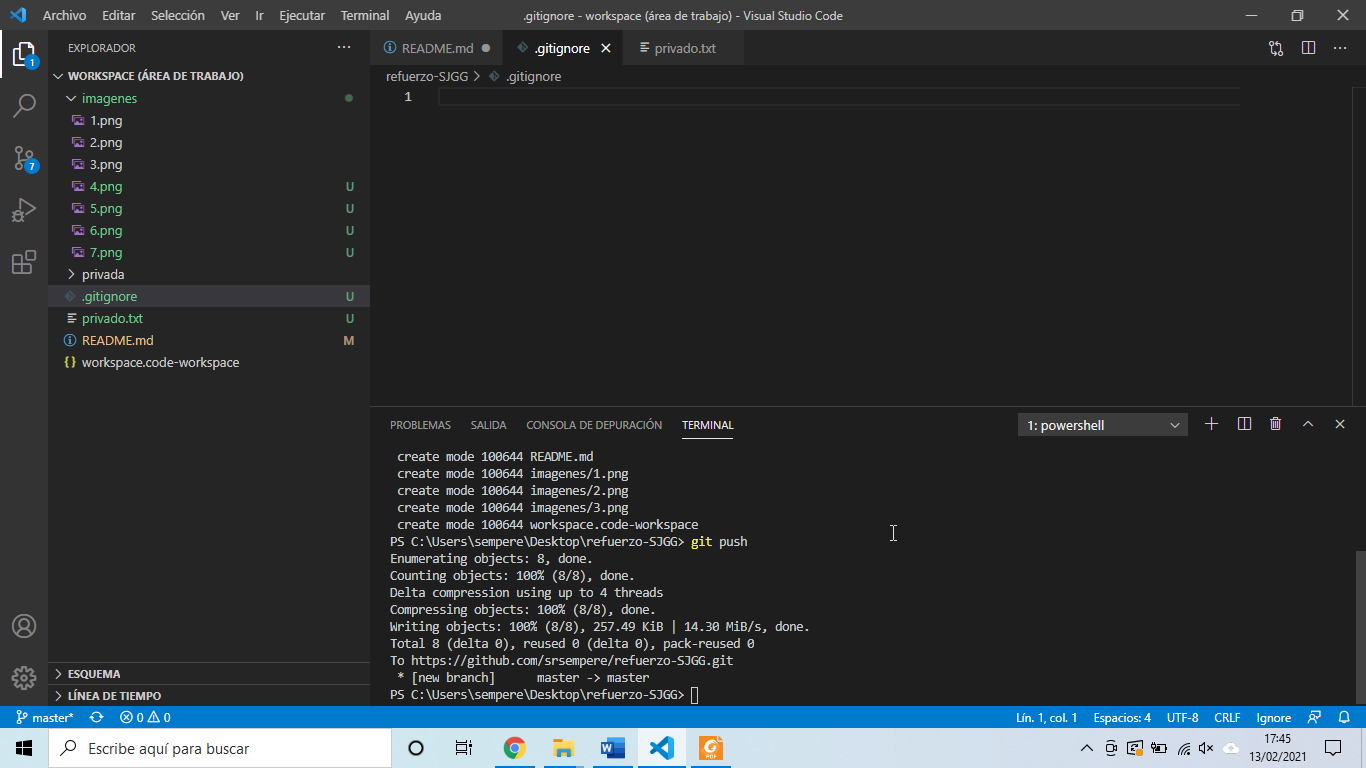 Archivo Editar Selección Ver Ir Ejecutar Terminal Ayuda .gitignore - workspace (área de trabajo) - Visual Studio Code
EXPLORADOR
README.md .gitignore privado.txt
WORKSPACE (ÁREA DE TRABAJO)
refuerzo-SJGG > .gitignore
imagenes
1
1.png
2.png
3.png
4.png U
5.png U
6.png U
7.png U
privada
.gitignore U
privado.txt U
README.md M
workspace.code-workspace
1
7
PROBLEMAS SALIDA CONSOLA DE DEPURACIÓN TERMINAL 1: powershell
create mode 100644 README.md
create mode 100644 imagenes/1.png
create mode 100644 imagenes/2.png
create mode 100644 imagenes/3.png
create mode 100644 workspace.code-workspace
PS C:\Users\sempere\Desktop\refuerzo-SJGG> git push
Enumerating objects: 8, done.
Counting objects: 100% (8/8), done.
Delta compression using up to 4 threads
Compressing objects: 100% (8/8), done.
Writing objects: 100% (8/8), 257.49 KiB | 14.30 MiB/s, done.
Total 8 (delta 0), reused 0 (delta 0), pack-reused 0
To https://github.com/srsempere/refuerzo-SJGG.git
* [new branch] master -> master
PS C:\Users\sempere\Desktop\refuerzo-SJGG>
ESQUEMA
LÍNEA DE TIEMPO
master* 0 0 Lín. 1, col. 1 Espacios: 4 UTF-8 CRLF Ignore
Escribe aquí para buscar
PDF
17:45
13/02/2021